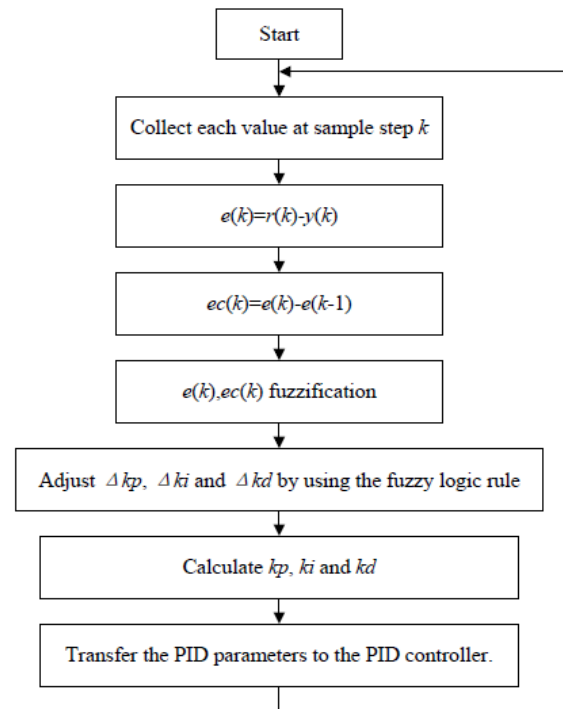 Start
Collect each value at sample step k
e(k)=r(k)-y(k)
ec(k)=e(k)-e(k-1)
e(k),ec(k) fuzzification
Adjust Δkp, Δki and Δkd by using the fuzzy logic rule
Calculate kp, ki and kd
Transfer the PID parameters to the PID controller.